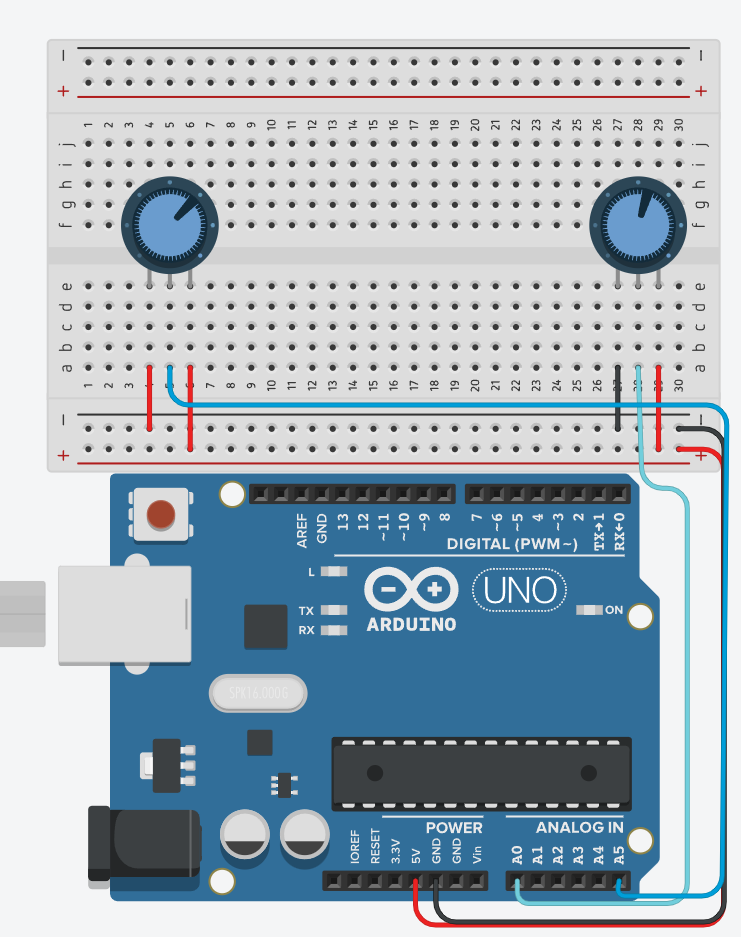 − −
+ +
1 2 3 4 5 6 7 8 9 10 11 12 13 14 15 16 17 18 19 20 21 22 23 24 25 26 27 28 29 30
j j
i i
h h
g g
f f
e e
d d
c c
b b
a a
1 2 3 4 5 6 7 8 9 10 11 12 13 14 15 16 17 18 19 20 21 22 23 24 25 26 27 28 29 30
− −
+ +
AREF GND 13 12 ~11 ~10 ~9 8 7 ~6 ~5 4 ~3 2 TX→1 RX←0
DIGITAL (PWM~)
L
TX
RX
UNO
ON
ARDUINO
SPK16.000G
POWER
ANALOG IN
IOREF RESET 3.3V 5V GND GND Vin A0 A1 A2 A3 A4 A5